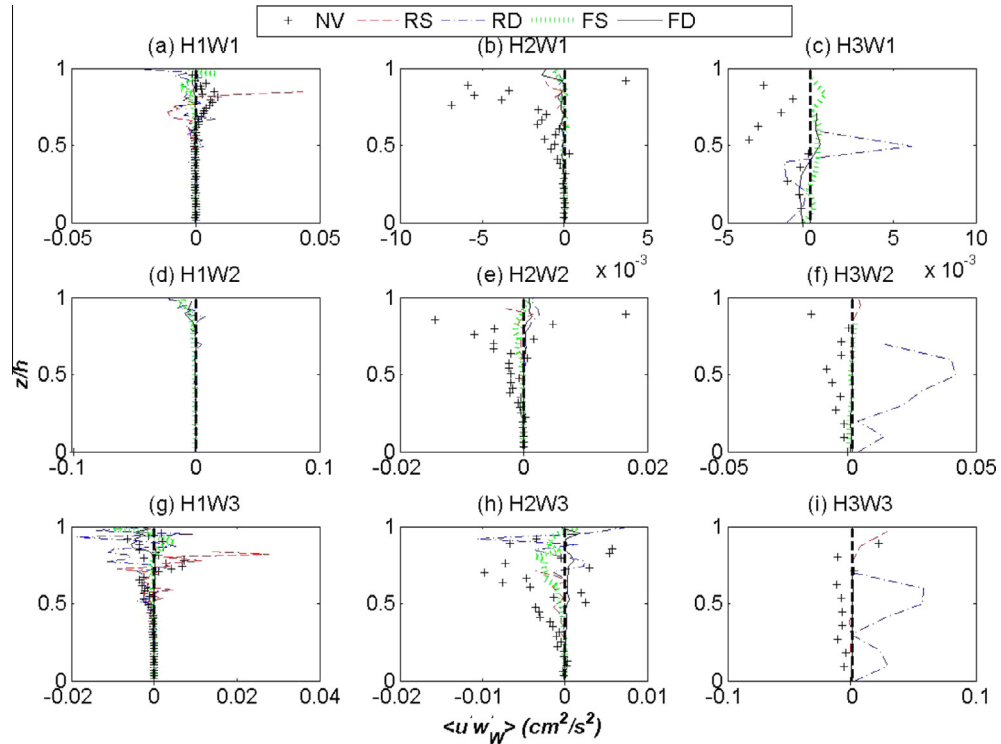 NV RS RD FS FD
(a) H1W1 (b) H2W1 (c) H3W1
1 1 1
0.5 0.5 0.5
0 0 0
-0.05 0 0.05 -10 -5 0 5 -5 0 5 10
x 10⁻³ x 10⁻³
(d) H1W2 (e) H2W2 (f) H3W2
1 1 1
0.5 0.5 0.5
0 0 0
-0.1 0 0.1 -0.02 0 0.02 -0.05 0 0.05
z/h
(g) H1W3 (h) H2W3 (i) H3W3
1 1 1
0.5 0.5 0.5
0 0 0
-0.02 0 0.02 0.04 -0.02 -0.01 0 0.01 -0.1 0 0.1
<u'w'_W> (cm²/s²)